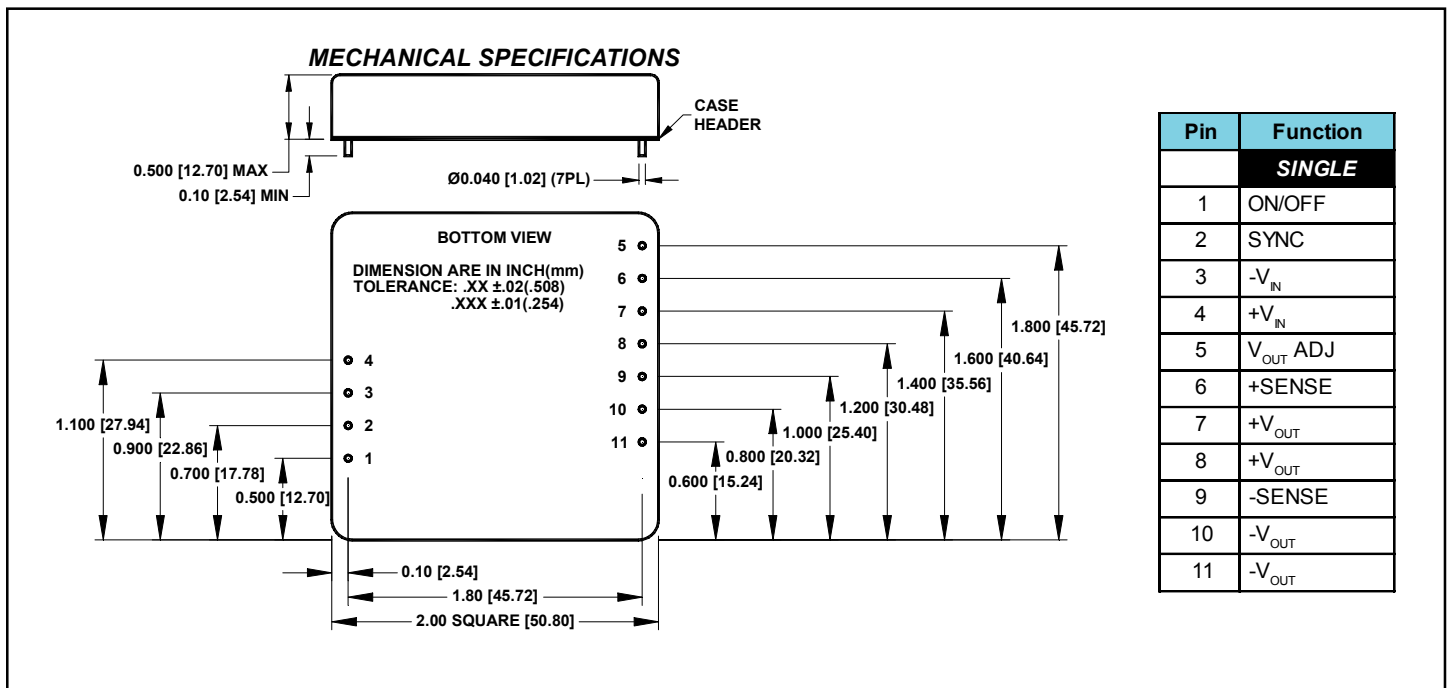 MECHANICAL SPECIFICATIONS
CASE
HEADER
0.500 [12.70] MAX
0.10 [2.54] MIN
Ø0.040 [1.02] (7PL)
BOTTOM VIEW
DIMENSION ARE IN INCH(mm)
TOLERANCE: .XX ±.02(.508)
.XXX ±.01(.254)
5
6
7
8
9
10
11
4
3
2
1
1.100 [27.94]
0.900 [22.86]
0.700 [17.78]
0.500 [12.70]
1.800 [45.72]
1.600 [40.64]
1.400 [35.56]
1.200 [30.48]
1.000 [25.40]
0.800 [20.32]
0.600 [15.24]
0.10 [2.54]
1.80 [45.72]
2.00 SQUARE [50.80]
Pin Function
SINGLE
1 ON/OFF
2 SYNC
3 -VIN
4 +VIN
5 VOUT ADJ
6 +SENSE
7 +VOUT
8 +VOUT
9 -SENSE
10 -VOUT
11 -VOUT